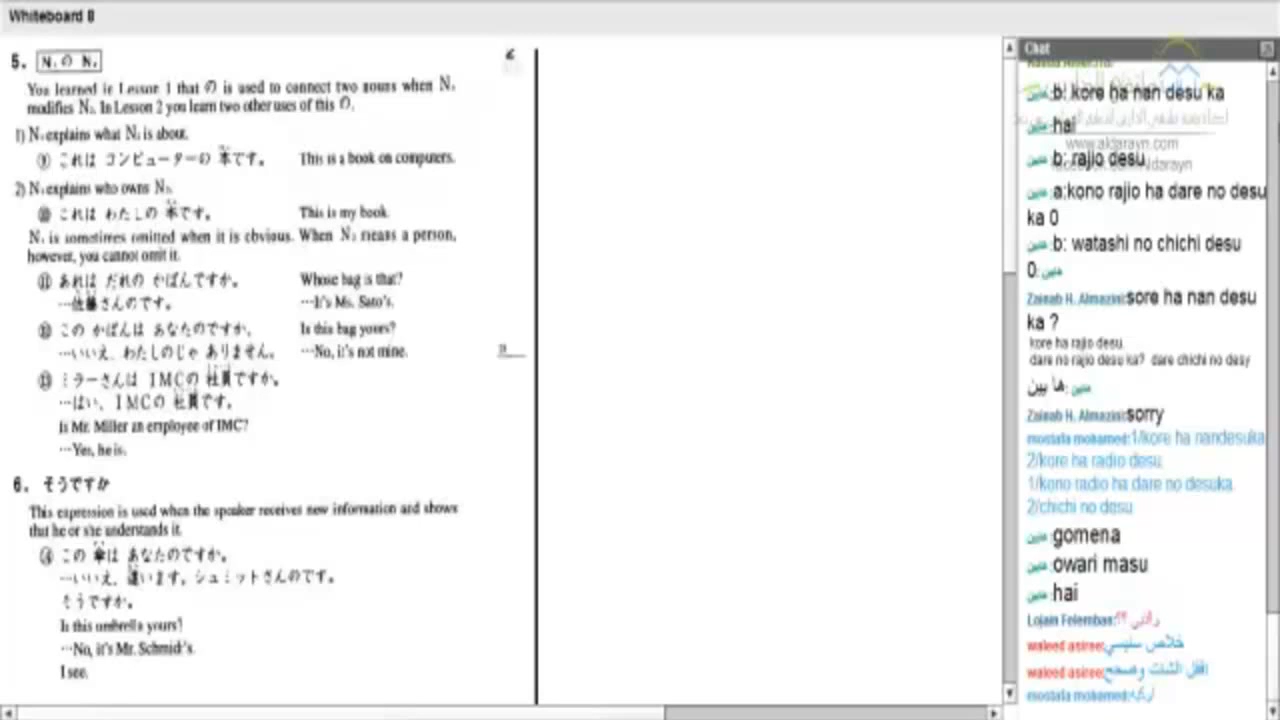 Whiteboard 8
5. N₁ の N₂
You learned in Lesson 1 that の is used to connect two nouns when N₁
modifies N₂. In Lesson 2 you learn two other uses of this の.
1) N₁ explains what N₂ is about.
⑨ これは コンピューターの 本です。 This is a book on computers.
2) N₁ explains who owns N₂.
⑩ これは わたしの 本です。 This is my book.
N₂ is sometimes omitted when it is obvious. When N₂ means a person,
however, you cannot omit it.
⑪ あれは だれの かばんですか。 Whose bag is that?
…佐藤さんのです。 …It's Ms. Sato's.
⑫ この かばんは あなたのですか。 Is this bag yours?
…いいえ、わたしのじゃ ありません。 …No, it's not mine.
⑬ ミラーさんは IMCの 社員ですか。
…はい、IMCの 社員です。
Is Mr. Miller an employee of IMC?
…Yes, he is.
6. そうですか
This expression is used when the speaker receives new information and shows
that he or she understands it.
⑭ この 傘は あなたのですか。
…いいえ、違います。シュミットさんのです。
そうですか。
Is this umbrella yours?
…No, it's Mr. Schmidt's.
I see.
Chat
b: kore ha nan desu ka
hai
www.aldarayn.com
b: rajio desu
a:kono rajio ha dare no desu
ka 0
b: watashi no chichi desu
0:
Zainab H. Almazini:sore ha nan desu
ka ?
kore ha rajio desu.
dare no rajio desu ka? dare chichi no desy
ها بين
Zainab H. Almazini:sorry
mostafa mohamed:1/kore ha nandesuka
2/kore ha radio desu
1/kono radio ha dare no desuka.
2/chichi no desu
gomena
owari masu
hai
Lojain Felemban:
waleed asiree:خلاص سنيسي
waleed asiree:اقفل الشات وصحح
mostafa mohamed: